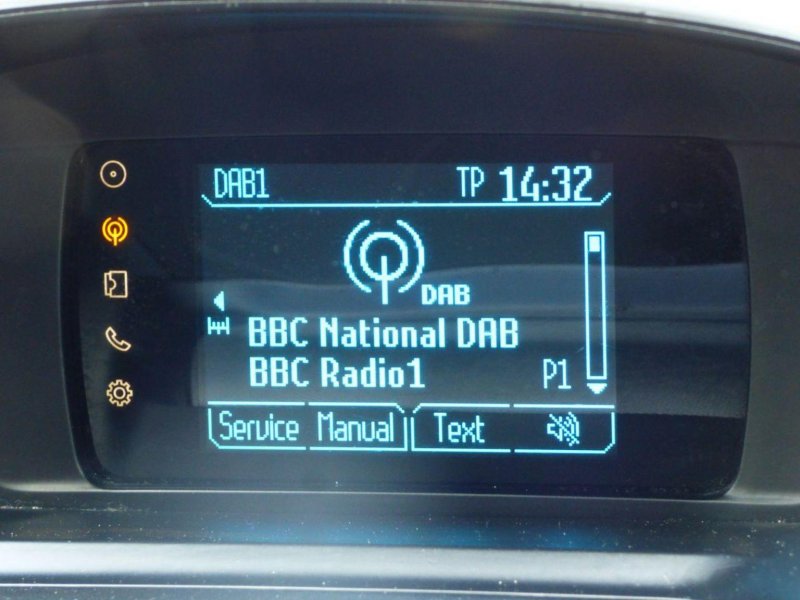 DAB1 TP 14:32
DAB
BBC National DAB
BBC Radio1 P1
Service Manual Text